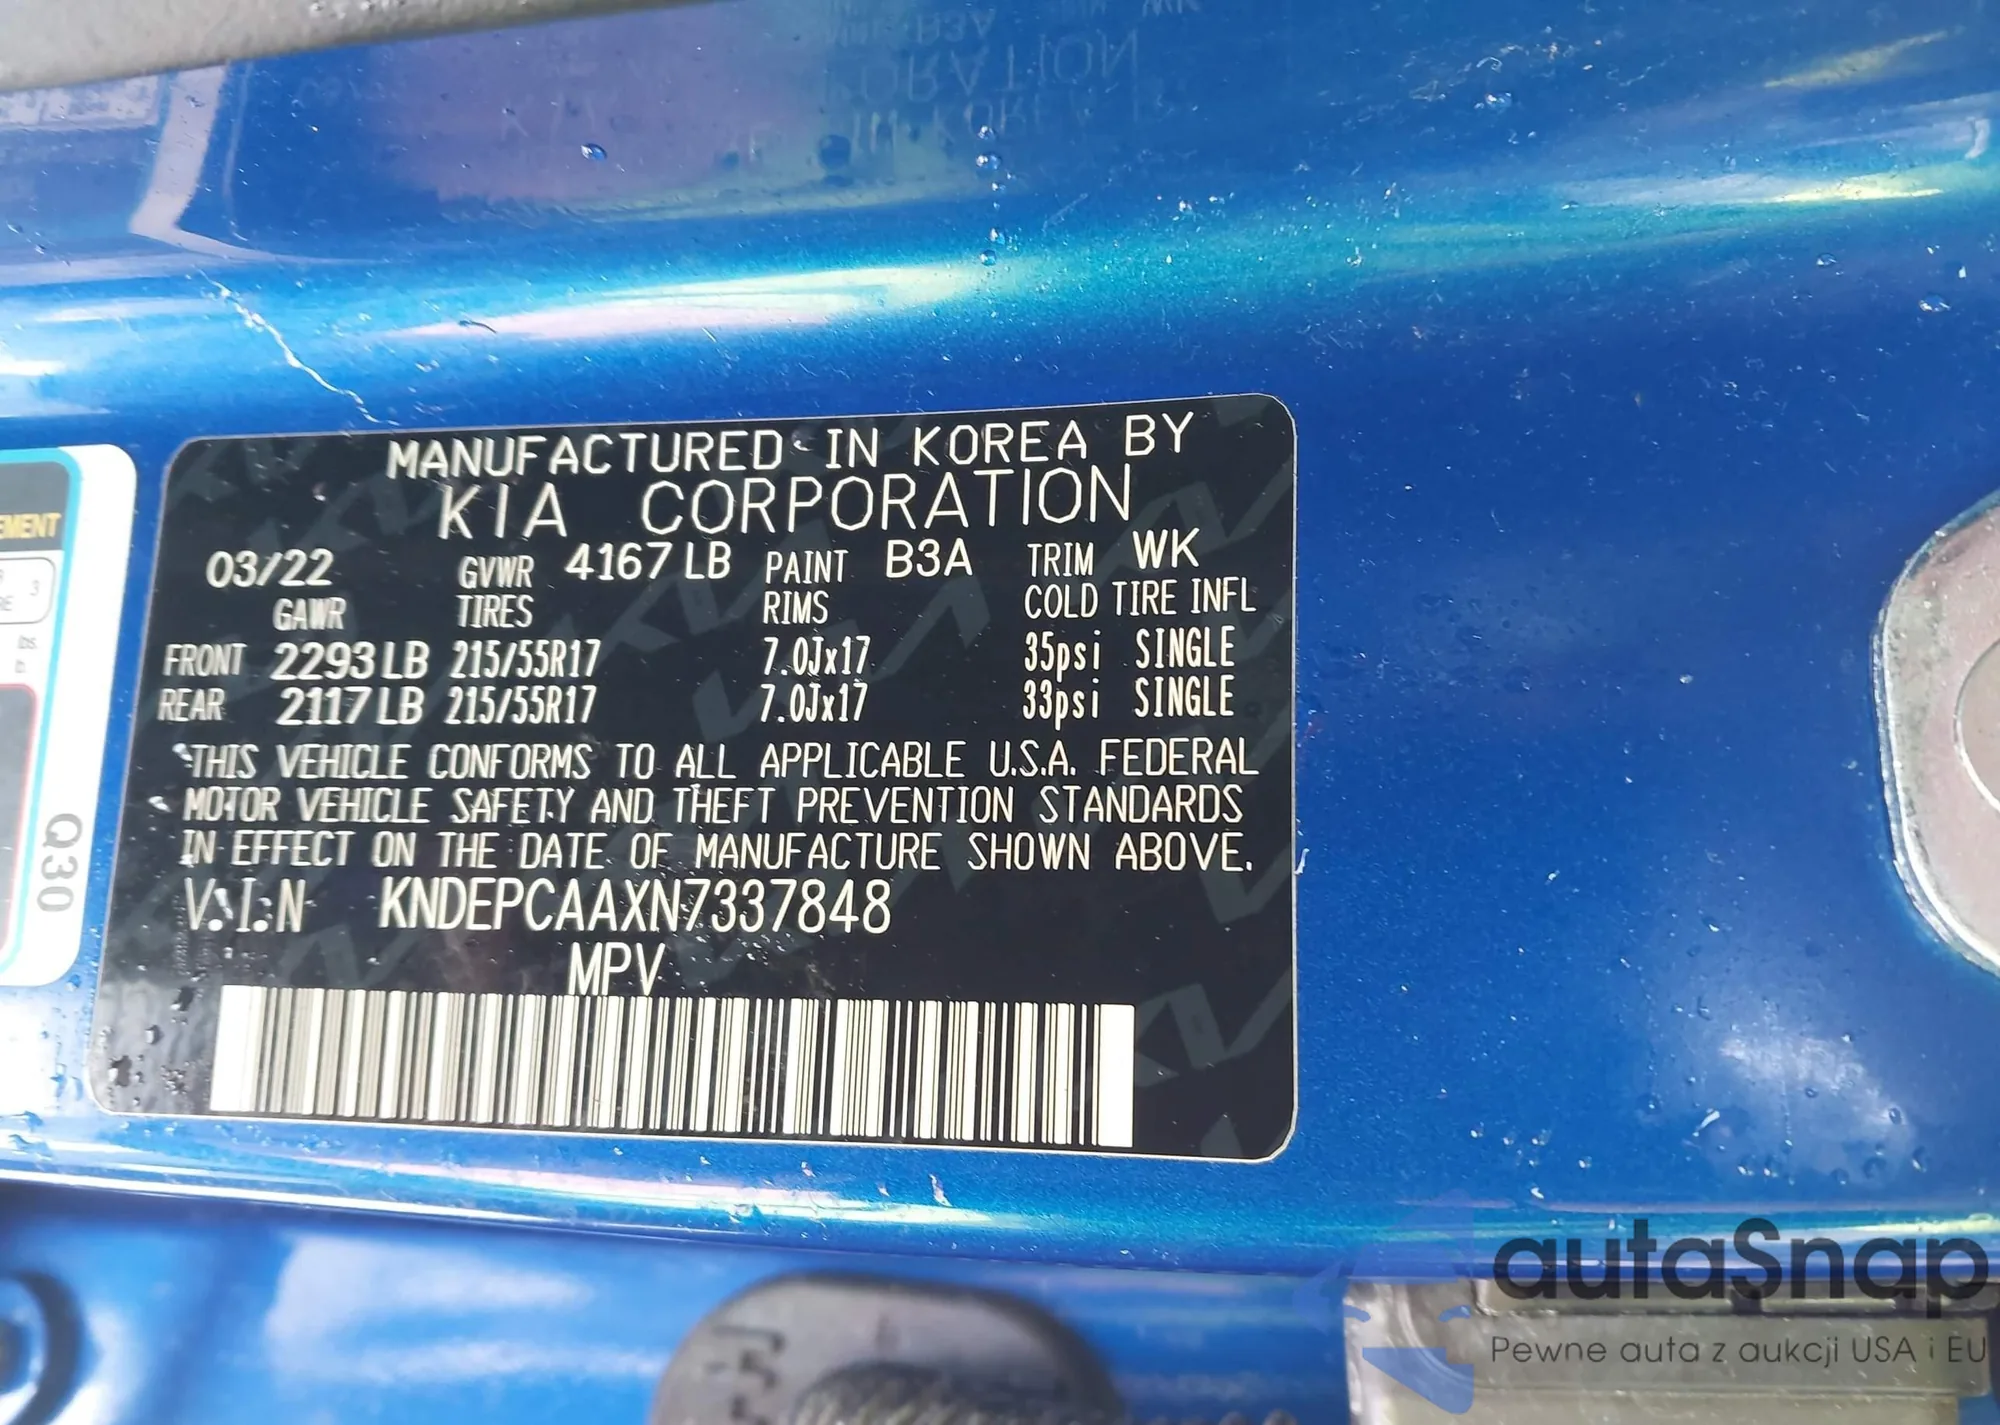 MANUFACTURED IN KOREA BY
KIA CORPORATION
03/22 GVWR 4167 LB PAINT B3A TRIM WK
GAWR TIRES RIMS COLD TIRE INFL
FRONT 2293 LB 215/55R17 7.0Jx17 35psi SINGLE
REAR 2117 LB 215/55R17 7.0Jx17 33psi SINGLE
THIS VEHICLE CONFORMS TO ALL APPLICABLE U.S.A. FEDERAL
MOTOR VEHICLE SAFETY AND THEFT PREVENTION STANDARDS
IN EFFECT ON THE DATE OF MANUFACTURE SHOWN ABOVE.
V.I.N KNDEPCAAXN7337848
MPV
EMENT
3
lbs.
Q30
autaSnap
Pewne auta z aukcji USA i EU